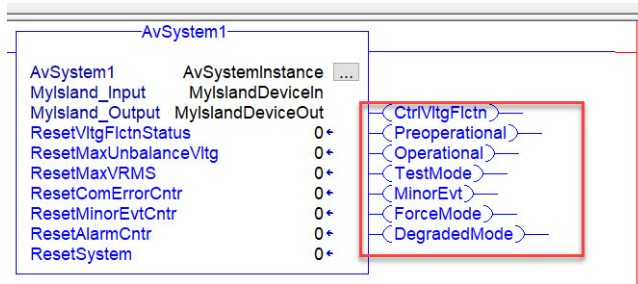 AvSystem1
AvSystem1 AvSystemInstance ...
MyIsland_Input MyIslandDeviceIn
MyIsland_Output MyIslandDeviceOut CtrlVltgFlctn
ResetVltgFlctnStatus 0 Preoperational
ResetMaxUnbalanceVltg 0 Operational
ResetMaxVRMS 0 TestMode
ResetComErrorCntr 0 MinorEvt
ResetMinorEvtCntr 0 ForceMode
ResetAlarmCntr 0 DegradedMode
ResetSystem 0